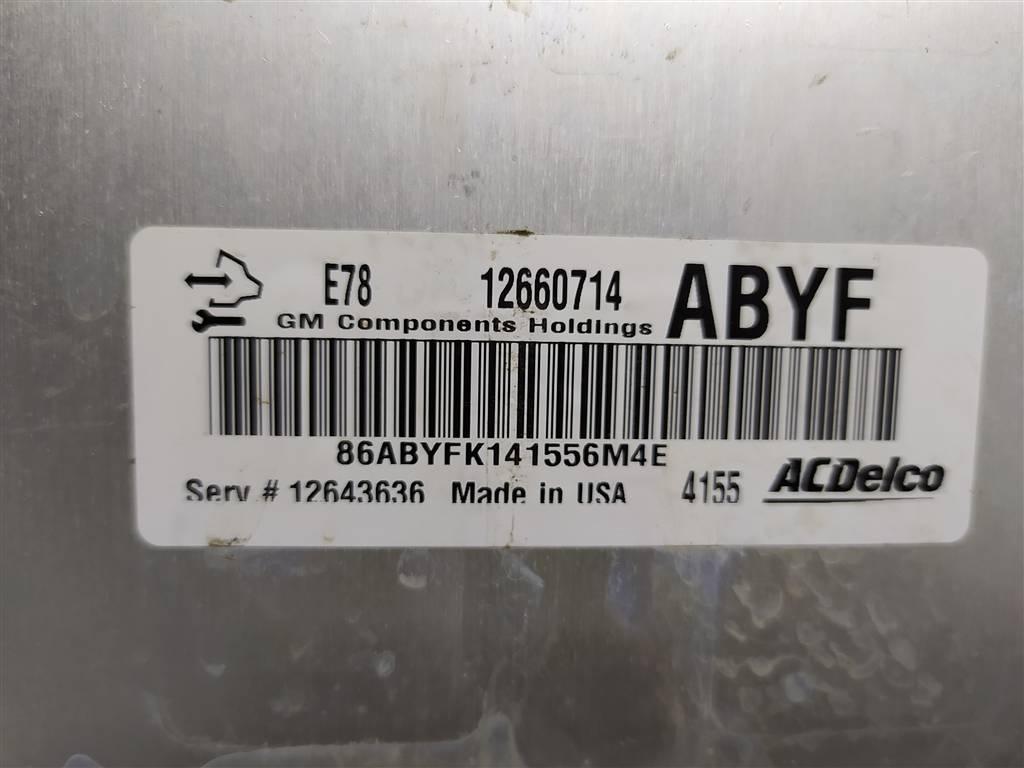 E78 12660714 ABYF
GM Components Holdings
86ABYFK141556M4E
Serv # 12643636 Made in USA 4155 ACDelco